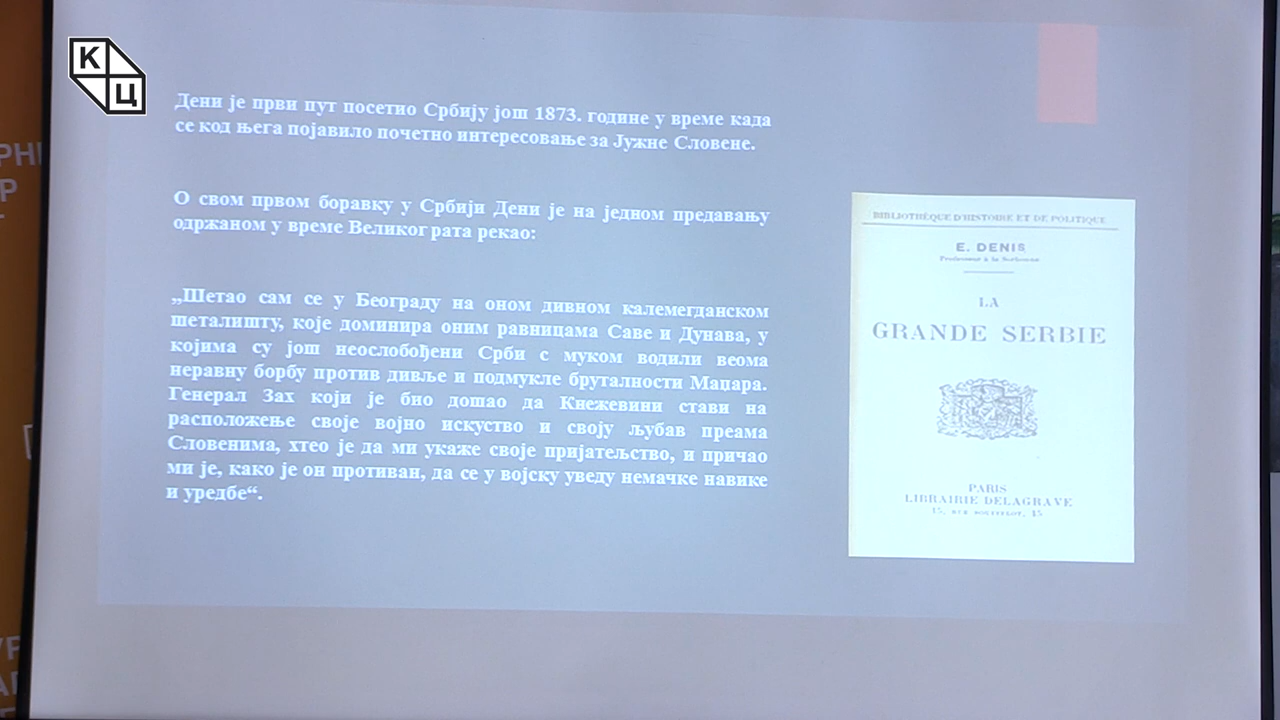 К
Ц
Дени је први пут посетио Србију још 1873. године у време када
се код њега појавило почетно интересовање за Јужне Словене.
О свом првом боравку у Србији Дени је на једном предавању
одржаном у време Великог рата рекао:
„Шетао сам се у Београду на оном дивном калемегданском
шеталишту, које доминира оним равницама Саве и Дунава, у
којима су још неослобођени Срби с муком водили веома
неравну борбу против дивље и подмукле бруталности Мађара.
Генерал Зах који је био дошао да Кнежевини стави на
расположење своје војно искуство и своју љубав преама
Словенима, хтео је да ми укаже своје пријатељство, и причао
ми је, како је он противан, да се у војску уведу немачке навике
и уредбе“.
BIBLIOTHÈQUE D'HISTOIRE ET DE POLITIQUE
E. DENIS
Professeur à la Sorbonne
LA
GRANDE SERBIE
PARIS
LIBRAIRIE DELAGRAVE
15, RUE SOUFFLOT, 15